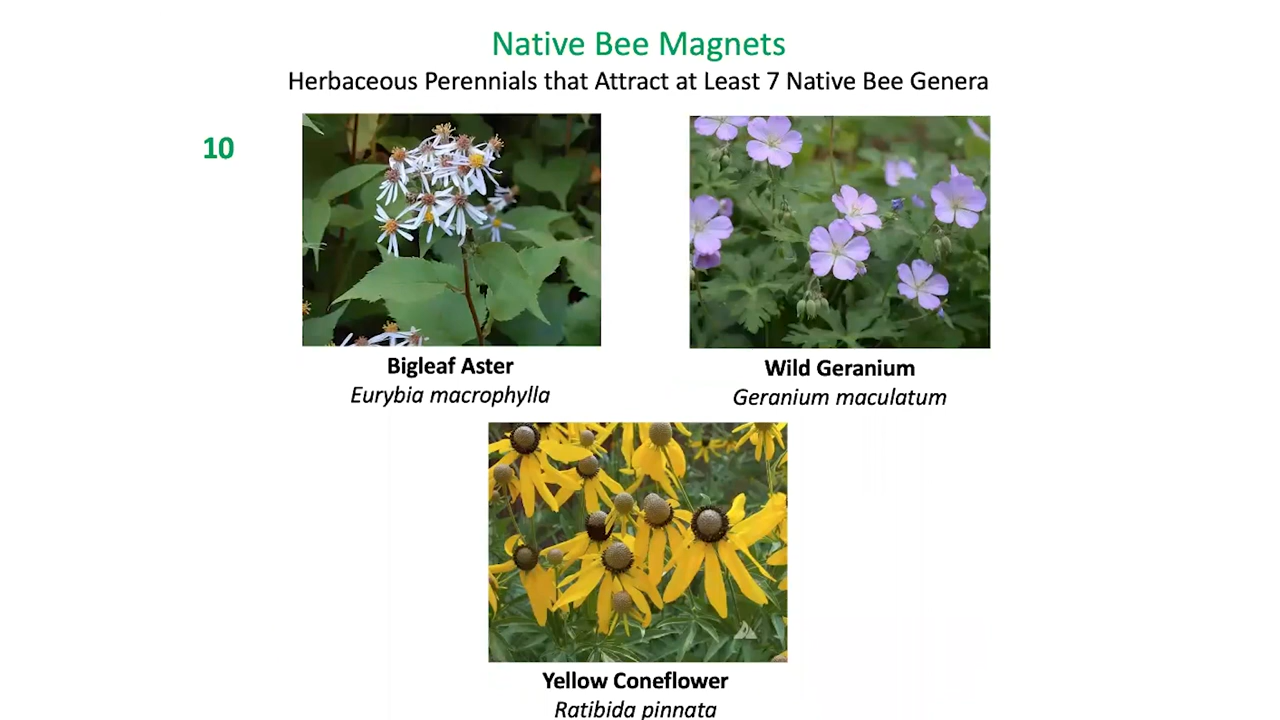 Native Bee Magnets
Herbaceous Perennials that Attract at Least 7 Native Bee Genera
10
Bigleaf Aster
Eurybia macrophylla
Wild Geranium
Geranium maculatum
Yellow Coneflower
Ratibida pinnata